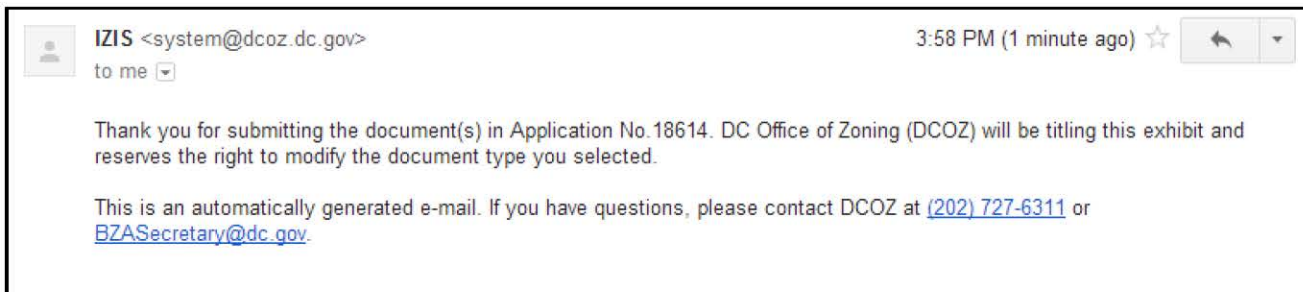 IZIS <system@dcoz.dc.gov> 3:58 PM (1 minute ago)
to me
Thank you for submitting the document(s) in Application No.18614. DC Office of Zoning (DCOZ) will be titling this exhibit and
reserves the right to modify the document type you selected.
This is an automatically generated e-mail. If you have questions, please contact DCOZ at (202) 727-6311 or
BZASecretary@dc.gov.